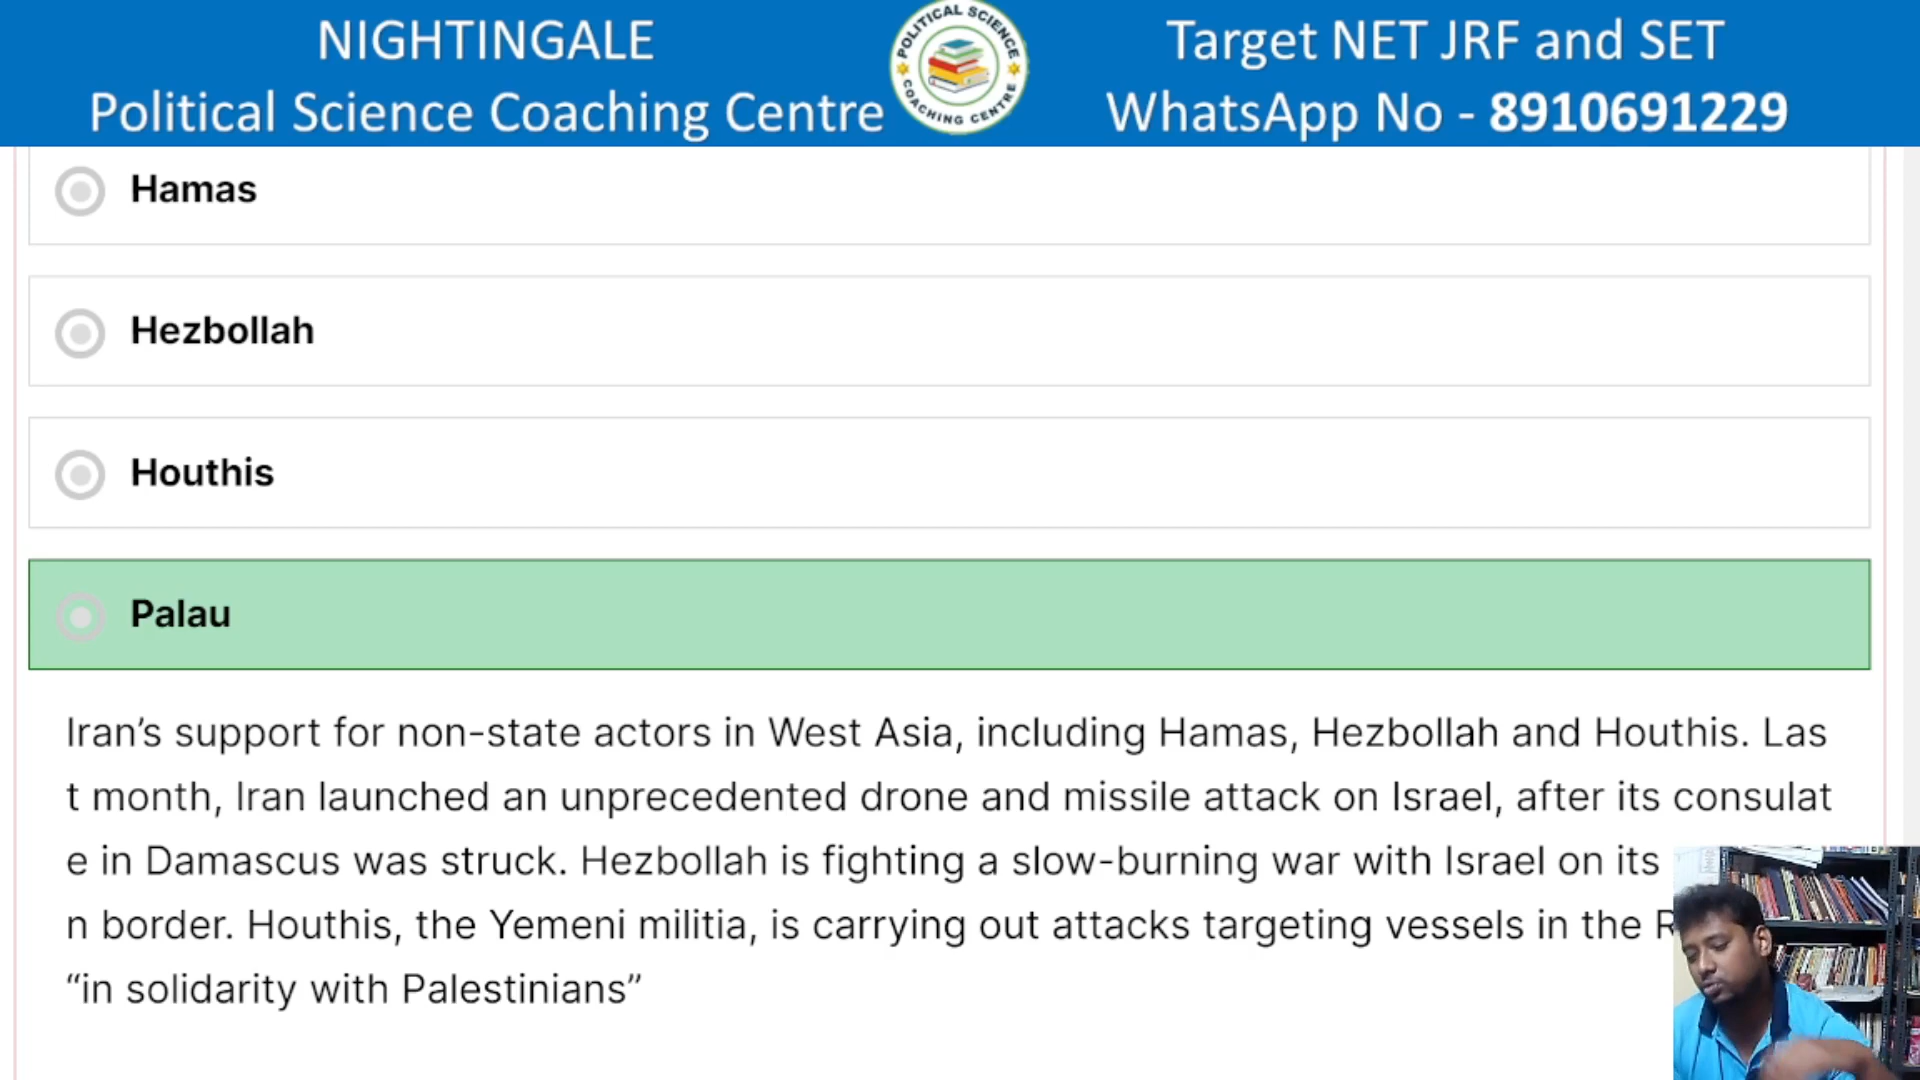 NIGHTINGALE
Political Science Coaching Centre
POLITICAL SCIENCE
COACHING CENTRE
Target NET JRF and SET
WhatsApp No - 8910691229
Hamas
Hezbollah
Houthis
Palau
Iran’s support for non-state actors in West Asia, including Hamas, Hezbollah and Houthis. Las
t month, Iran launched an unprecedented drone and missile attack on Israel, after its consulat
e in Damascus was struck. Hezbollah is fighting a slow-burning war with Israel on its
n border. Houthis, the Yemeni militia, is carrying out attacks targeting vessels in the
“in solidarity with Palestinians”